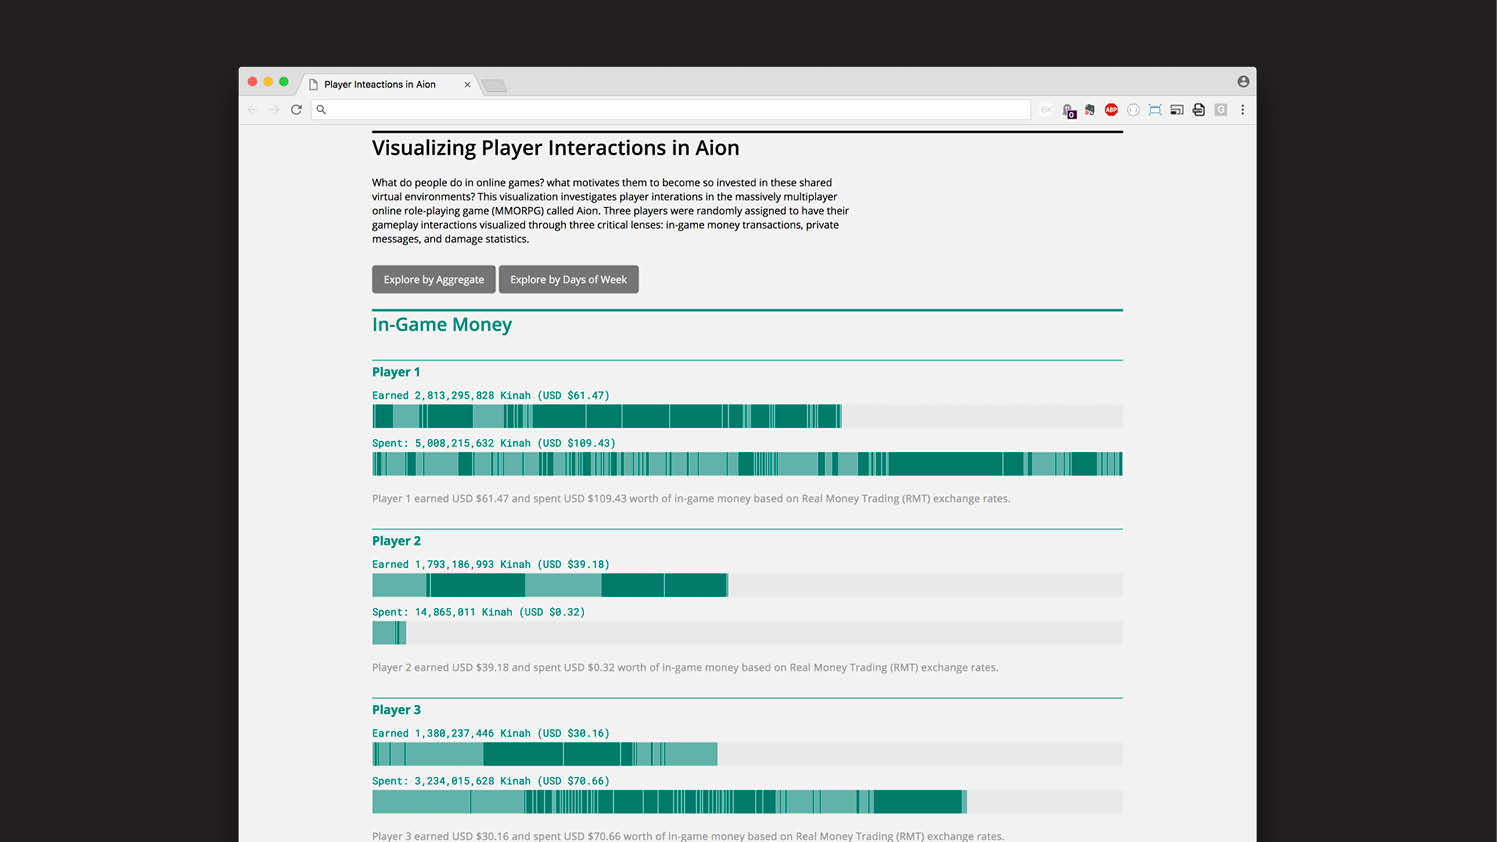 Player Inteactions in Aion
ABP
0
G
Visualizing Player Interactions in Aion
What do people do in online games? what motivates them to become so invested in these shared
virtual environments? This visualization investigates player interations in the massively multiplayer
online role-playing game (MMORPG) called Aion. Three players were randomly assigned to have their
gameplay interactions visualized through three critical lenses: in-game money transactions, private
messages, and damage statistics.
Explore by Aggregate
Explore by Days of Week
In-Game Money
Player 1
Earned 2,813,295,828 Kinah (USD $61.47)
Spent: 5,008,215,632 Kinah (USD $109.43)
Player 1 earned USD $61.47 and spent USD $109.43 worth of in-game money based on Real Money Trading (RMT) exchange rates.
Player 2
Earned 1,793,186,993 Kinah (USD $39.18)
Spent: 14,865,011 Kinah (USD $0.32)
Player 2 earned USD $39.18 and spent USD $0.32 worth of in-game money based on Real Money Trading (RMT) exchange rates.
Player 3
Earned 1,380,237,446 Kinah (USD $30.16)
Spent: 3,234,015,628 Kinah (USD $70.66)
Player 3 earned USD $30.16 and spent USD $70.66 worth of in-game money based on Real Money Trading (RMT) exchange rates.